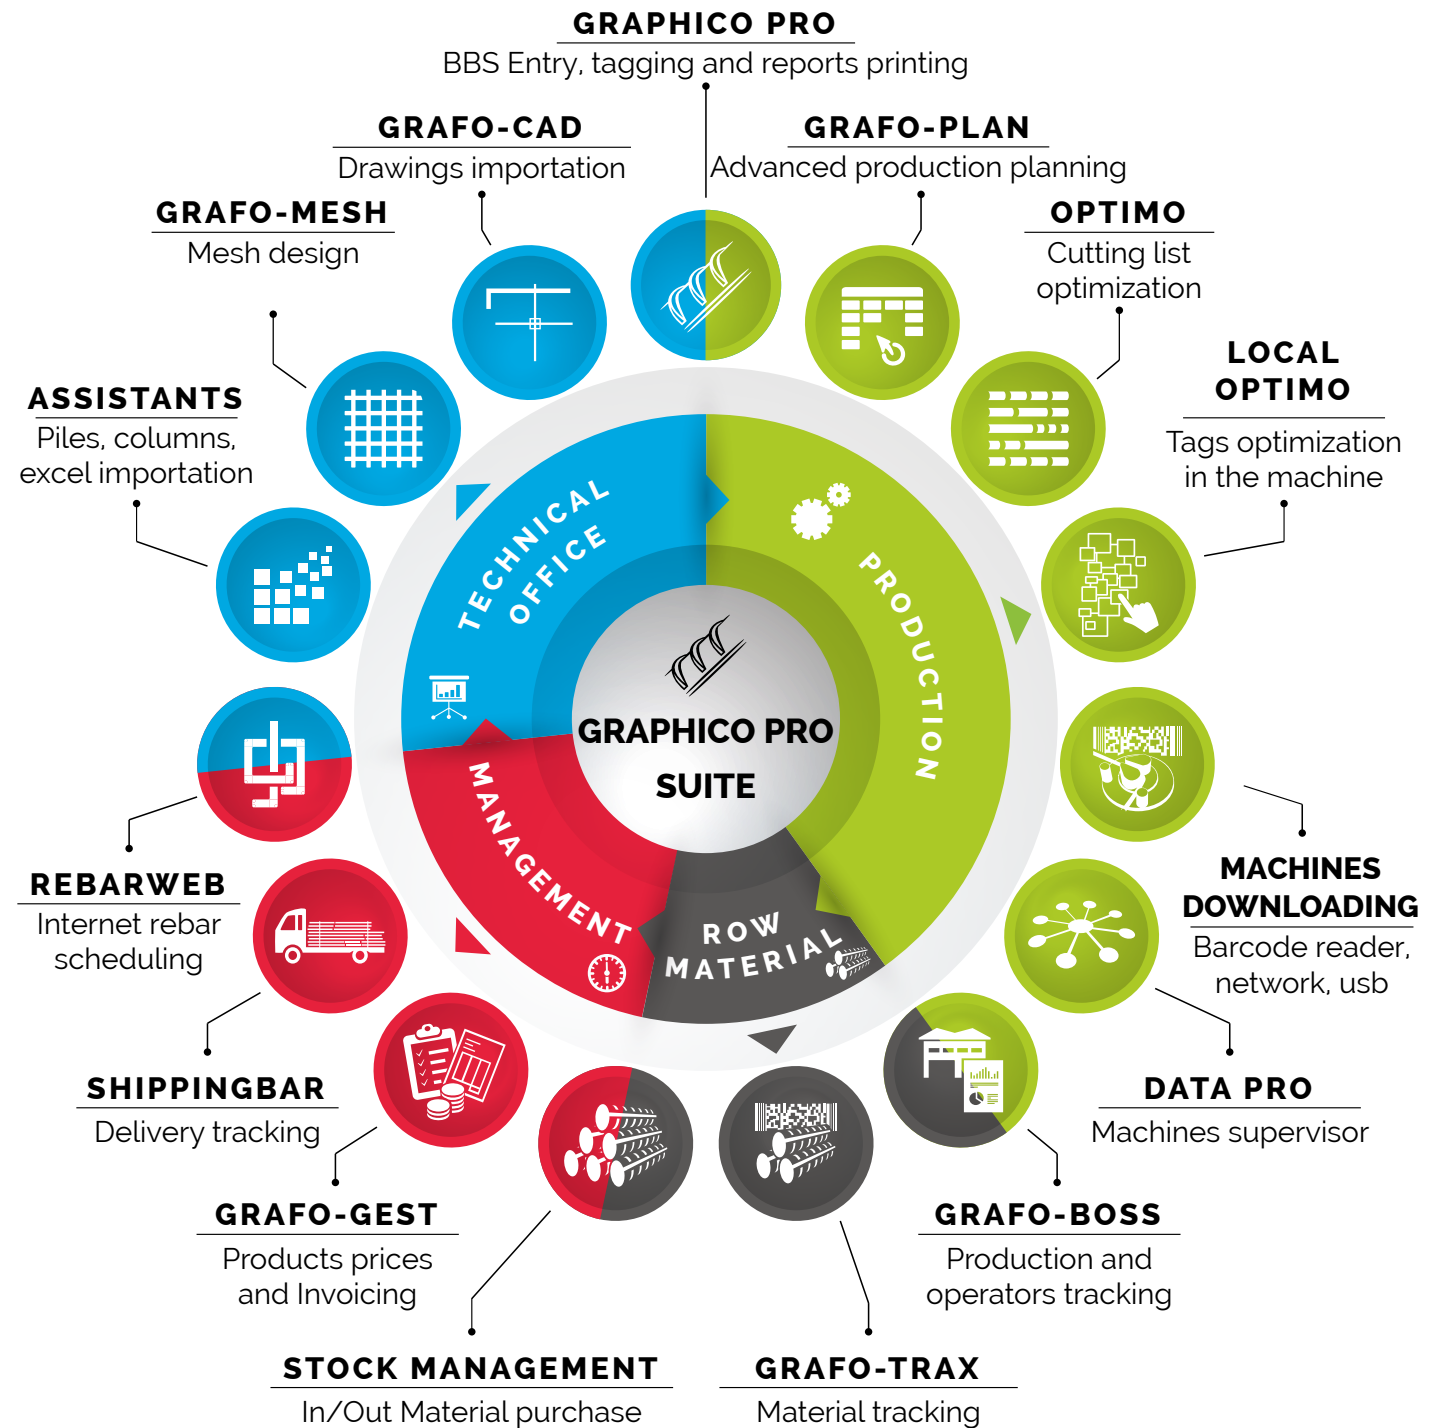 GRAPHICO PRO
BBS Entry, tagging and reports printing
GRAFO-CAD
Drawings importation
GRAFO-PLAN
Advanced production planning
GRAFO-MESH
Mesh design
OPTIMO
Cutting list
optimization
LOCAL
OPTIMO
Tags optimization
in the machine
ASSISTANTS
Piles, columns,
excel importation
TECHNICAL
OFFICE
PRODUCTION
GRAPHICO PRO
SUITE
MANAGEMENT
ROW
MATERIAL
REBARWEB
Internet rebar
scheduling
MACHINES
DOWNLOADING
Barcode reader,
network, usb
SHIPPINGBAR
Delivery tracking
DATA PRO
Machines supervisor
GRAFO-GEST
Products prices
and Invoicing
GRAFO-BOSS
Production and
operators tracking
STOCK MANAGEMENT
In/Out Material purchase
GRAFO-TRAX
Material tracking